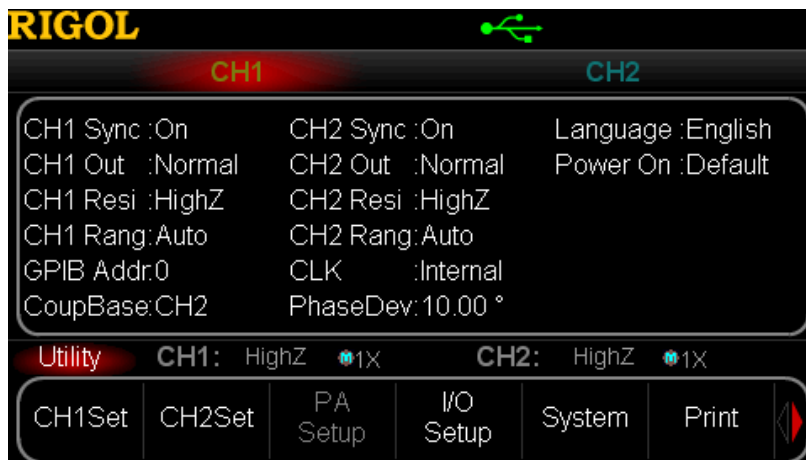 RIGOL
CH1 CH2
CH1 Sync :On CH2 Sync :On Language :English
CH1 Out :Normal CH2 Out :Normal Power On :Default
CH1 Resi :HighZ CH2 Resi :HighZ
CH1 Rang:Auto CH2 Rang:Auto
GPIB Addr:0 CLK :Internal
CoupBase:CH2 PhaseDev:10.00 °
Utility CH1: HighZ M1X CH2: HighZ M1X
CH1Set CH2Set PA Setup I/O Setup System Print